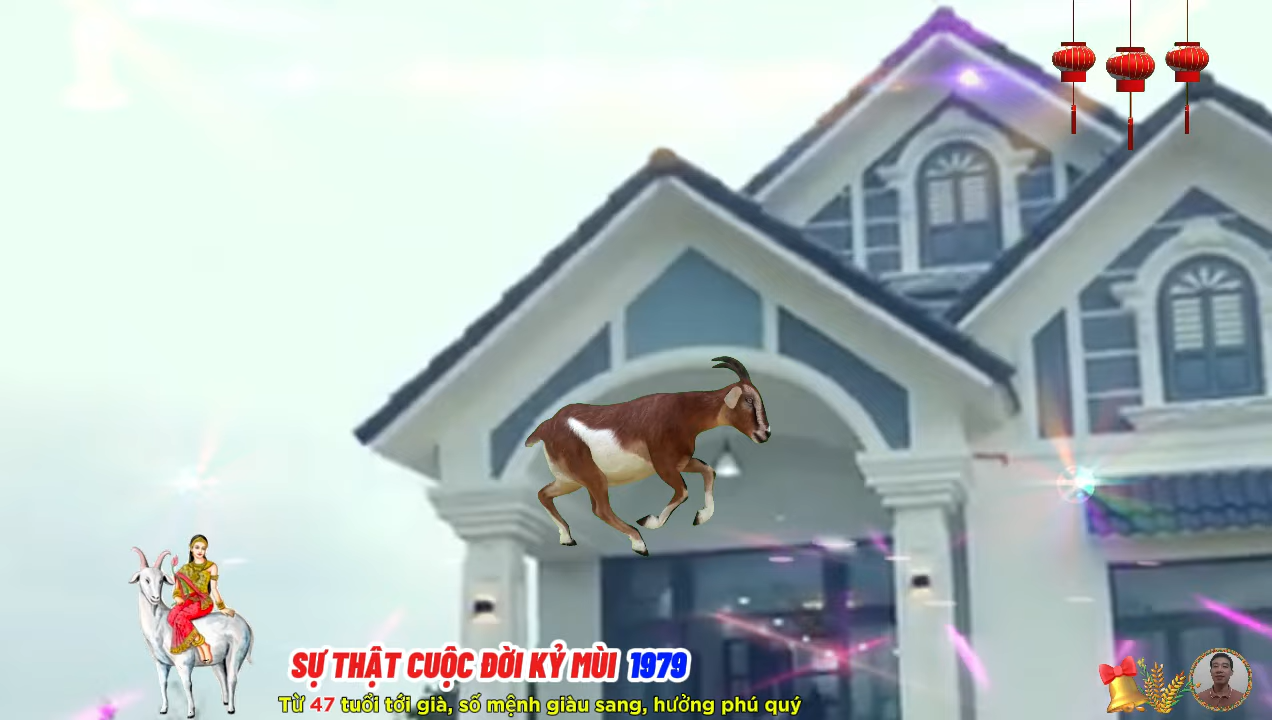 SỰ THẬT CUỘC ĐỜI KỶ MÙI 1979
Từ 47 tuổi tới già, số mệnh giàu sang, hưởng phú quý